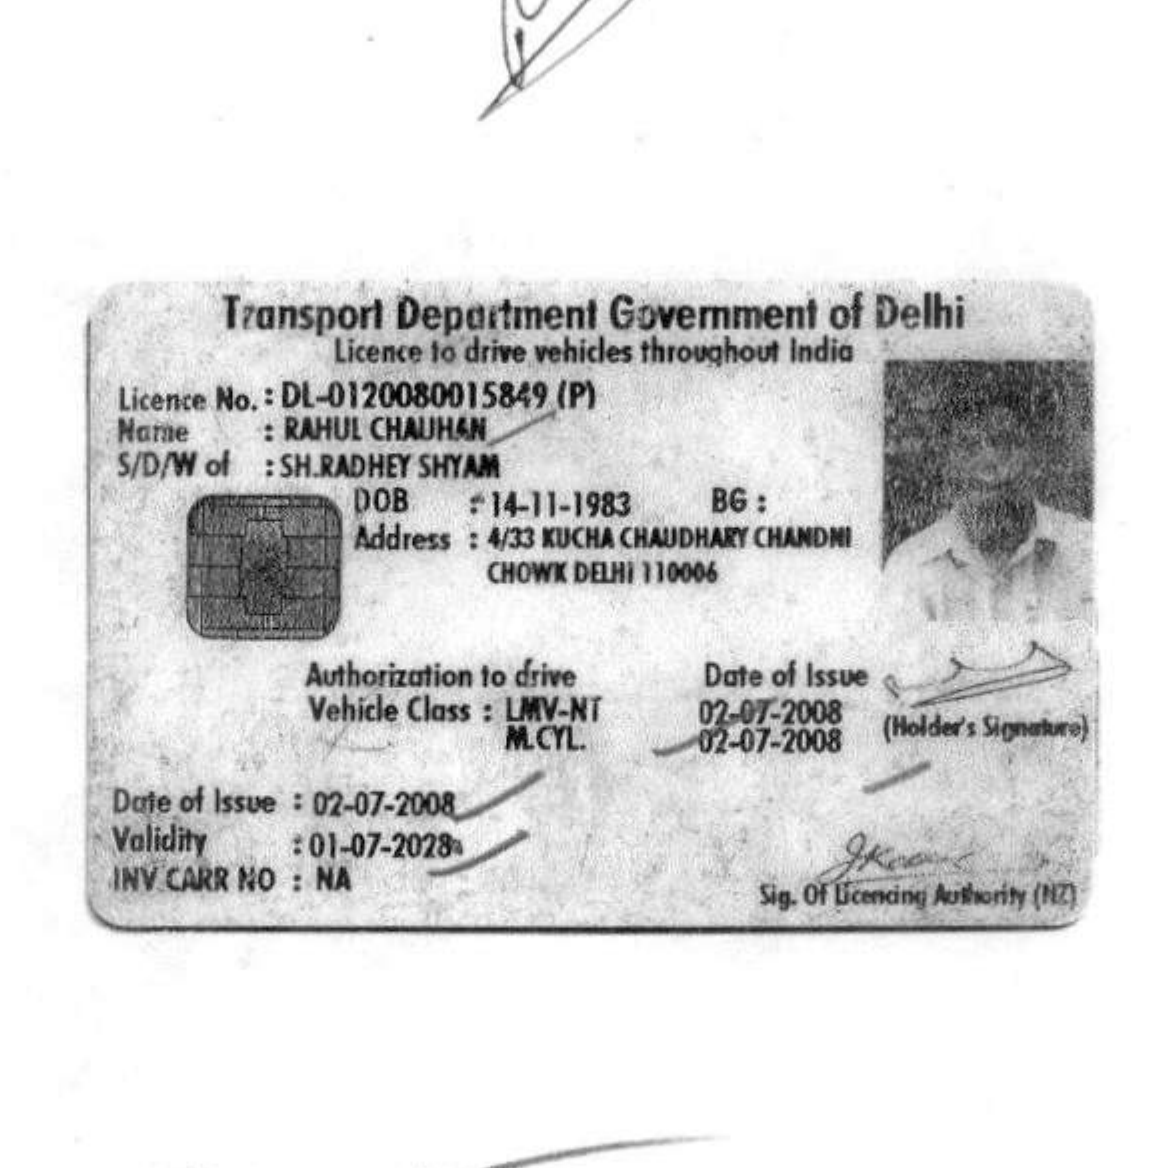 Transport Department Government of Delhi
Licence to drive vehicles throughout India
Licence No. : DL-0120080015849 (P)
Name : RAHUL CHAUHAN
S/D/W of : SH.RADHEY SHYAM
DOB : 14-11-1983 BG :
Address : 4/33 KUCHA CHAUDHARY CHANDNI
CHOWK DELHI 110006
Authorization to drive Date of Issue
Vehicle Class : LMV-NT 02-07-2008
M.CYL. 02-07-2008
(Holder's Signature)
Date of Issue : 02-07-2008
Validity : 01-07-2028
INV CARR NO : NA
Sig. Of Licencing Authority (NZ)